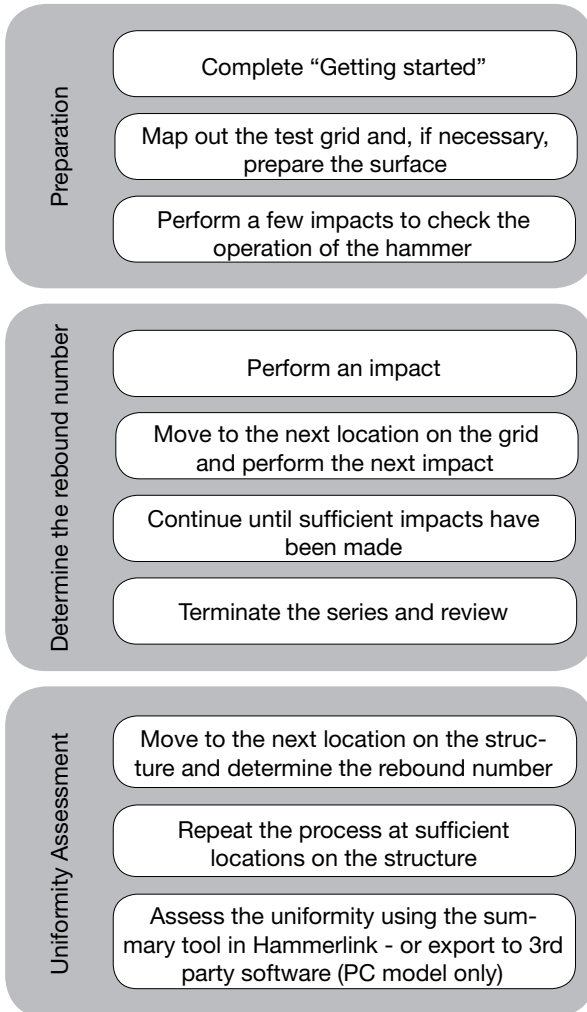 Preparation
Complete “Getting started”
Map out the test grid and, if necessary,
prepare the surface
Perform a few impacts to check the
operation of the hammer
Determine the rebound number
Perform an impact
Move to the next location on the grid
and perform the next impact
Continue until sufficient impacts have
been made
Terminate the series and review
Uniformity Assessment
Move to the next location on the struc-
ture and determine the rebound number
Repeat the process at sufficient
locations on the structure
Assess the uniformity using the sum-
mary tool in Hammerlink - or export to 3rd
party software (PC model only)